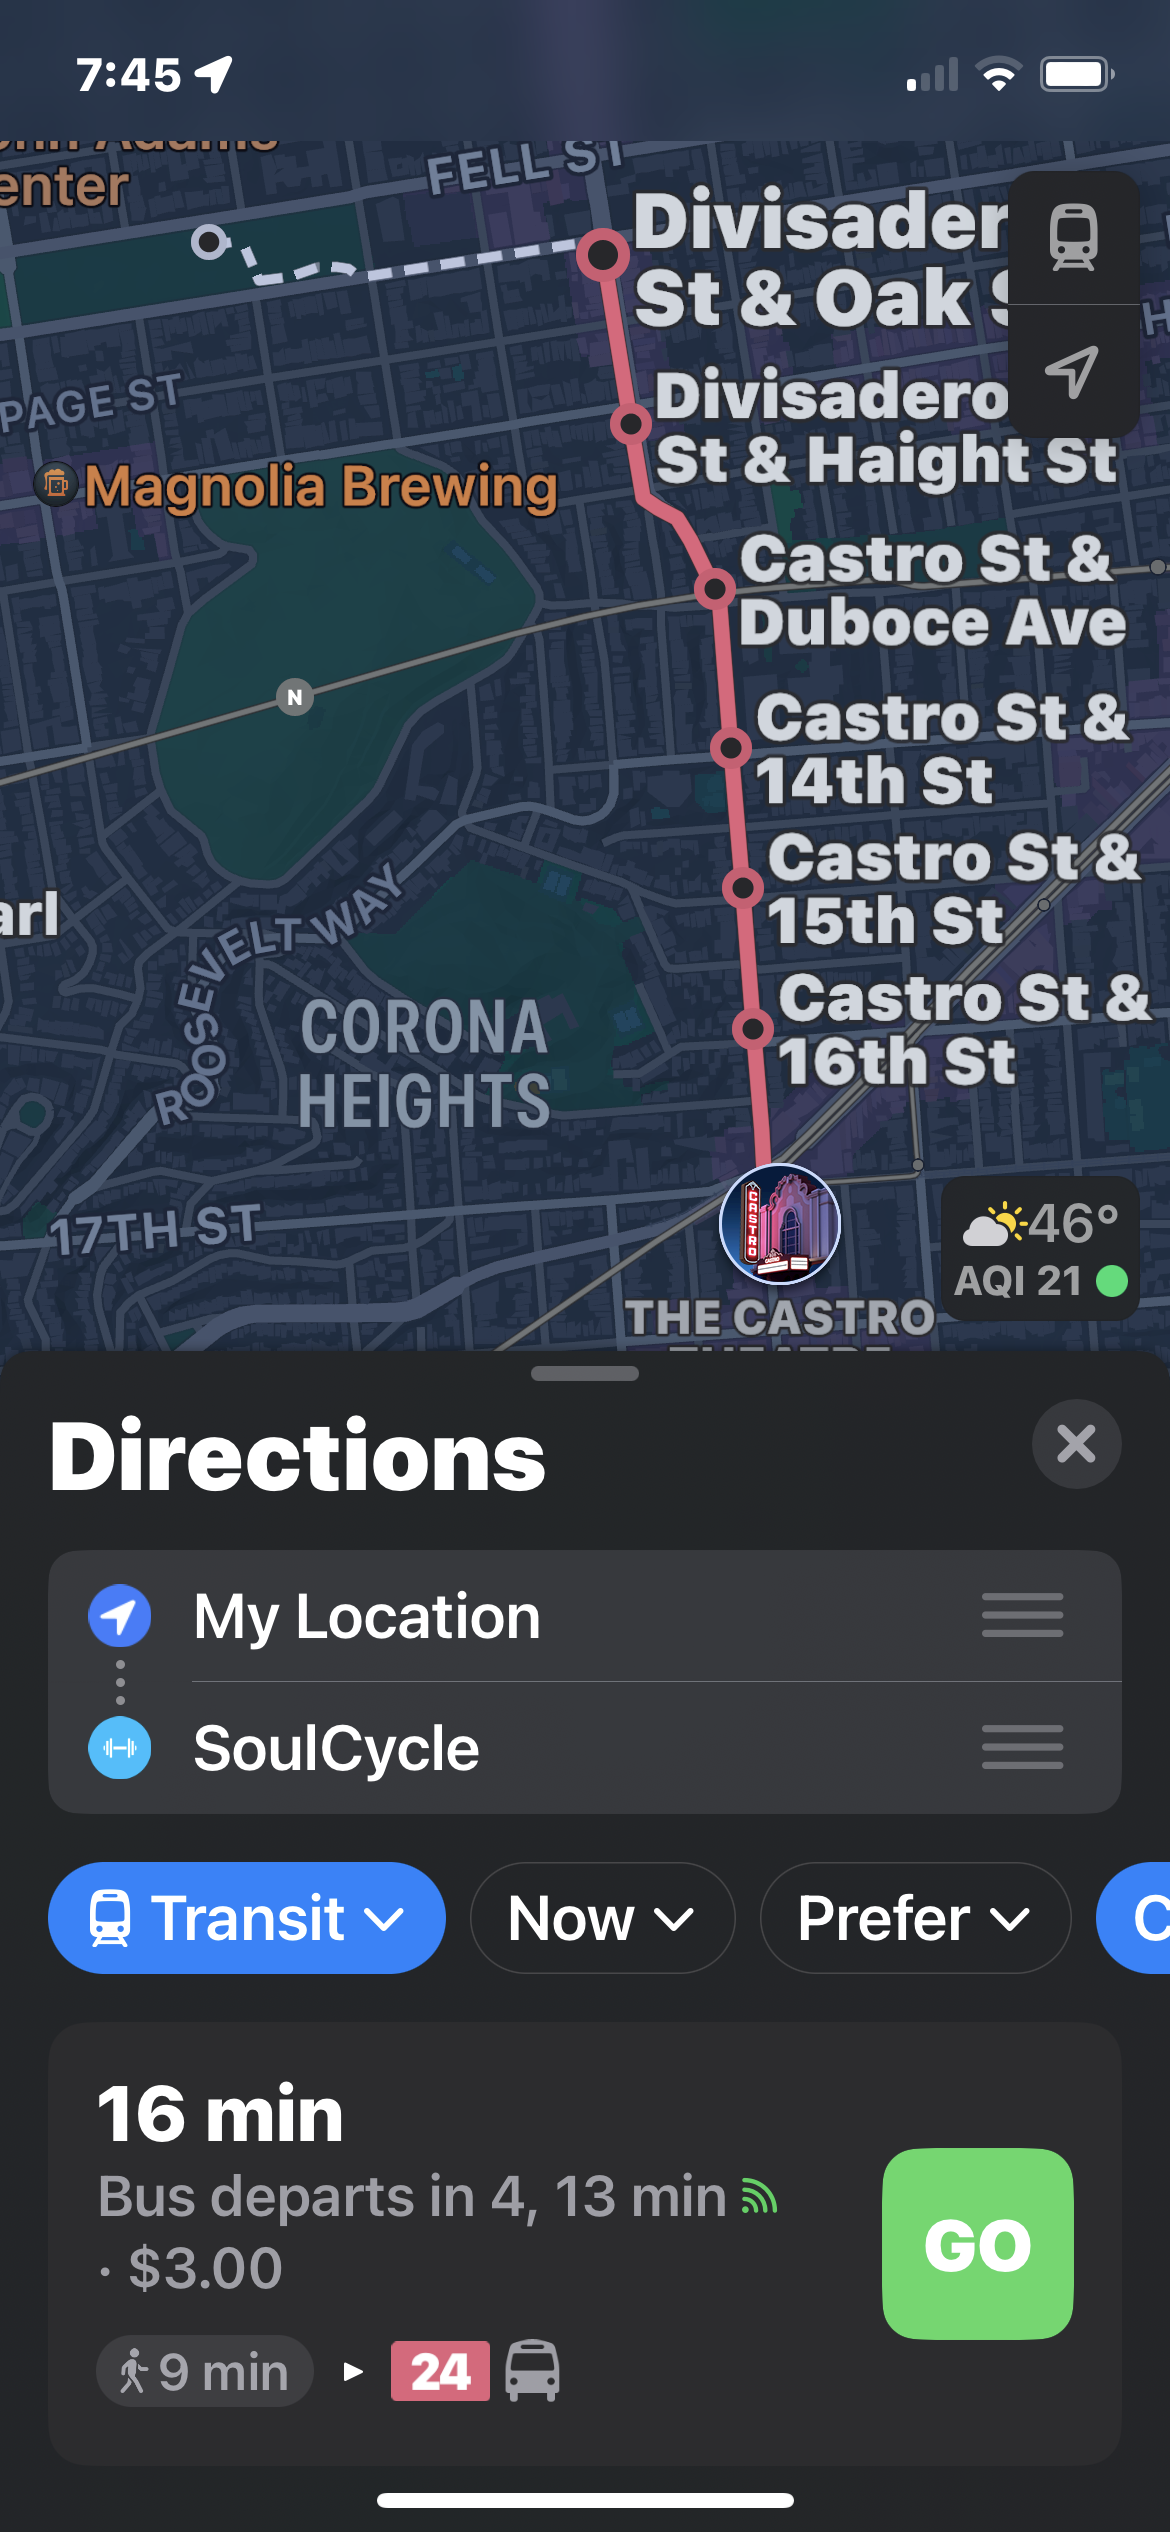 7:45
enter
FELL ST
Divisader
St & Oak S
PAGE ST
Divisadero
St & Haight St
Magnolia Brewing
Castro St &
Duboce Ave
N
Castro St &
14th St
Castro St &
15th St
arl
ROOSEVELT WAY
Castro St &
16th St
CORONA
HEIGHTS
17TH ST
CASTRO
46°
AQI 21
THE CASTRO
Directions
My Location
SoulCycle
Transit
Now
Prefer
C
16 min
Bus departs in 4, 13 min
· $3.00
GO
9 min
24